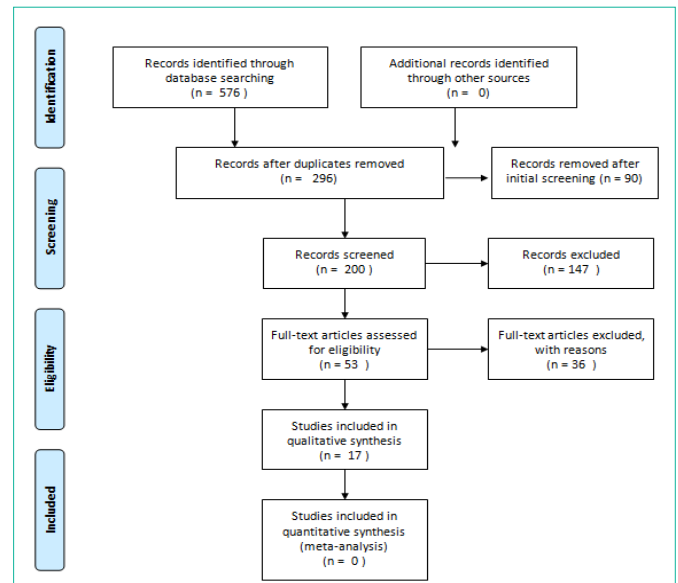 Identification
Records identified through
database searching
(n = 576 )
Additional records identified
through other sources
(n = 0)
Records after duplicates removed
(n = 296)
Records removed after
initial screening (n = 90)
Screening
Records screened
(n = 200 )
Records excluded
(n = 147 )
Eligibility
Full-text articles assessed
for eligibility
(n = 53 )
Full-text articles excluded,
with reasons
(n = 36 )
Studies included in
qualitative synthesis
(n = 17 )
Included
Studies included in
quantitative synthesis
(meta-analysis)
(n = 0 )